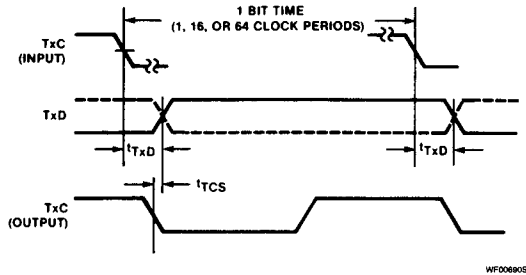 1 BIT TIME
(1, 16, OR 64 CLOCK PERIODS)
TxC
(INPUT)
TxD
tTxD
tTxD
tTCS
TxC
(OUTPUT)
WF006905